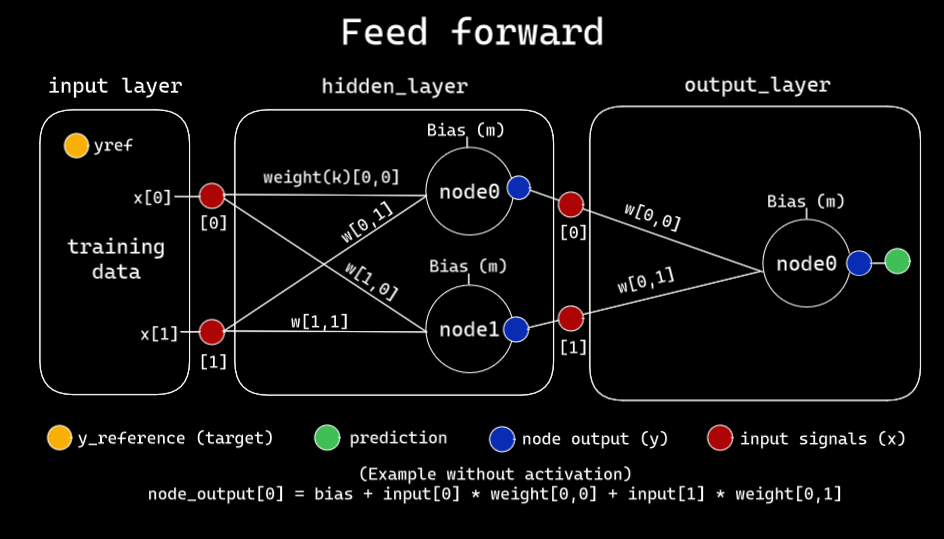 Feed forward
input layer
hidden_layer
output_layer
yref
x[0]
training
data
x[1]
[0]
[1]
weight(k)[0,0]
w[0,1]
w[1,0]
w[1,1]
Bias (m)
node0
Bias (m)
node1
[0]
[1]
w[0,0]
w[0,1]
Bias (m)
node0
y_reference (target)
prediction
node output (y)
input signals (x)
(Example without activation)
node_output[0] = bias + input[0] * weight[0,0] + input[1] * weight[0,1]